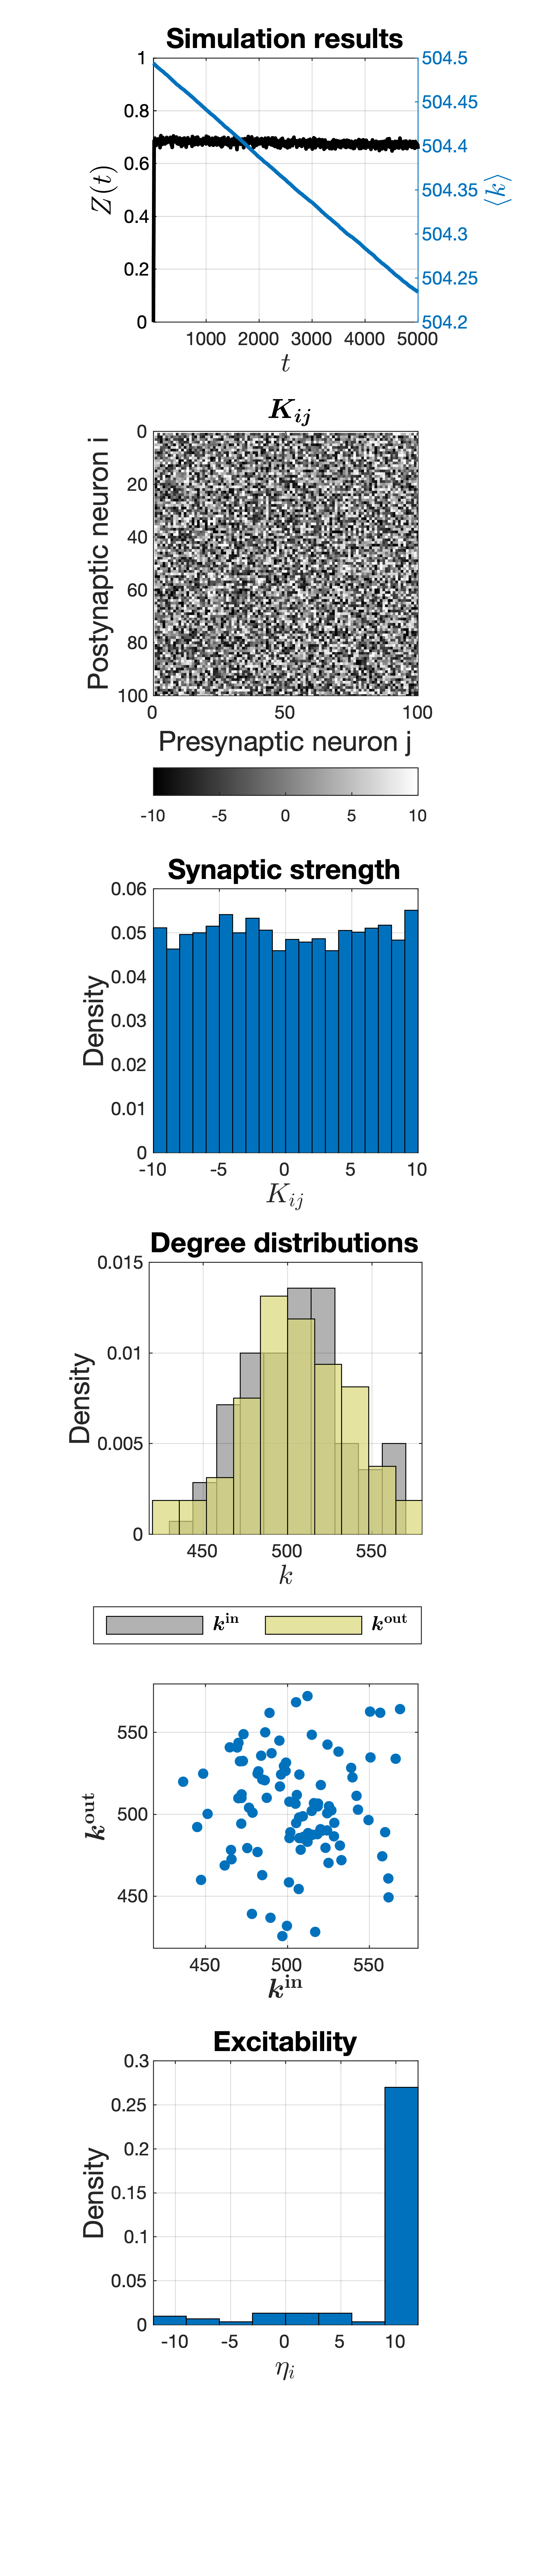 Simulation results
1
0.8
0.6
0.4
0.2
0
Z(t)
504.5
504.45
504.4
504.35
504.3
504.25
504.2
⟨k⟩
1000 2000 3000 4000 5000
t
K_ij
0
20
40
60
80
100
Postynaptic neuron i
0 50 100
Presynaptic neuron j
-10 -5 0 5 10
Synaptic strength
0.06
0.05
0.04
0.03
0.02
0.01
0
Density
-10 -5 0 5 10
K_ij
Degree distributions
0.015
0.01
0.005
0
Density
450 500 550
k
k^in k^out
550
500
450
k^out
450 500 550
k^in
Excitability
0.3
0.25
0.2
0.15
0.1
0.05
0
Density
-10 -5 0 5 10
η_i